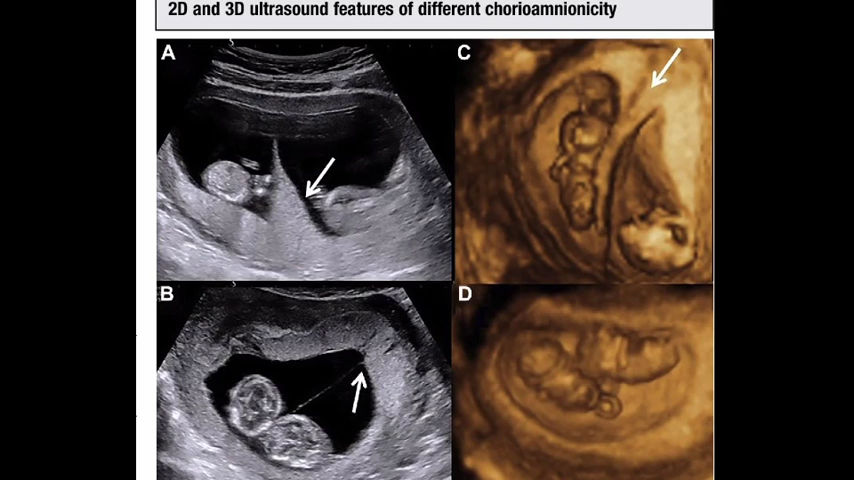 2D and 3D ultrasound features of different chorioamnionicity
A
C
B
D